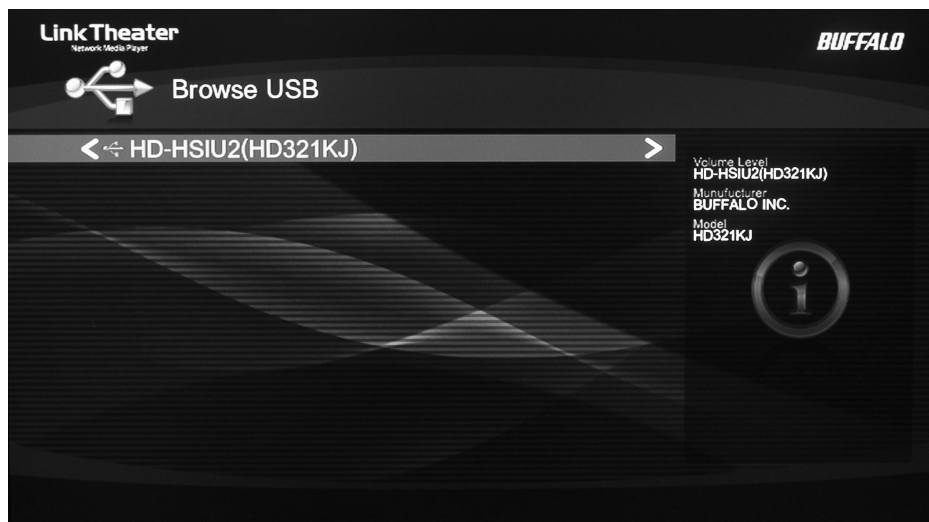 LinkTheater
Network Media Player
BUFFALO
Browse USB
HD-HSIU2(HD321KJ)
Volume Level
HD-HSIU2(HD321KJ)
Munufucturer
BUFFALO INC.
Model
HD321KJ